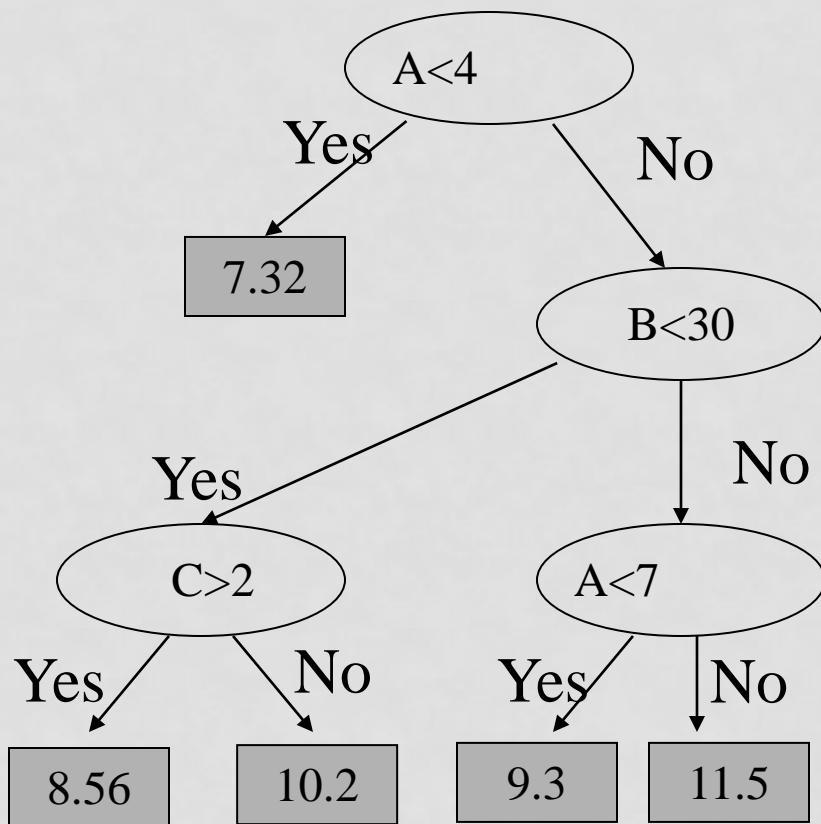 A<4
Yes
No
7.32
B<30
Yes
No
C>2
A<7
Yes
No
Yes
No
8.56
10.2
9.3
11.5